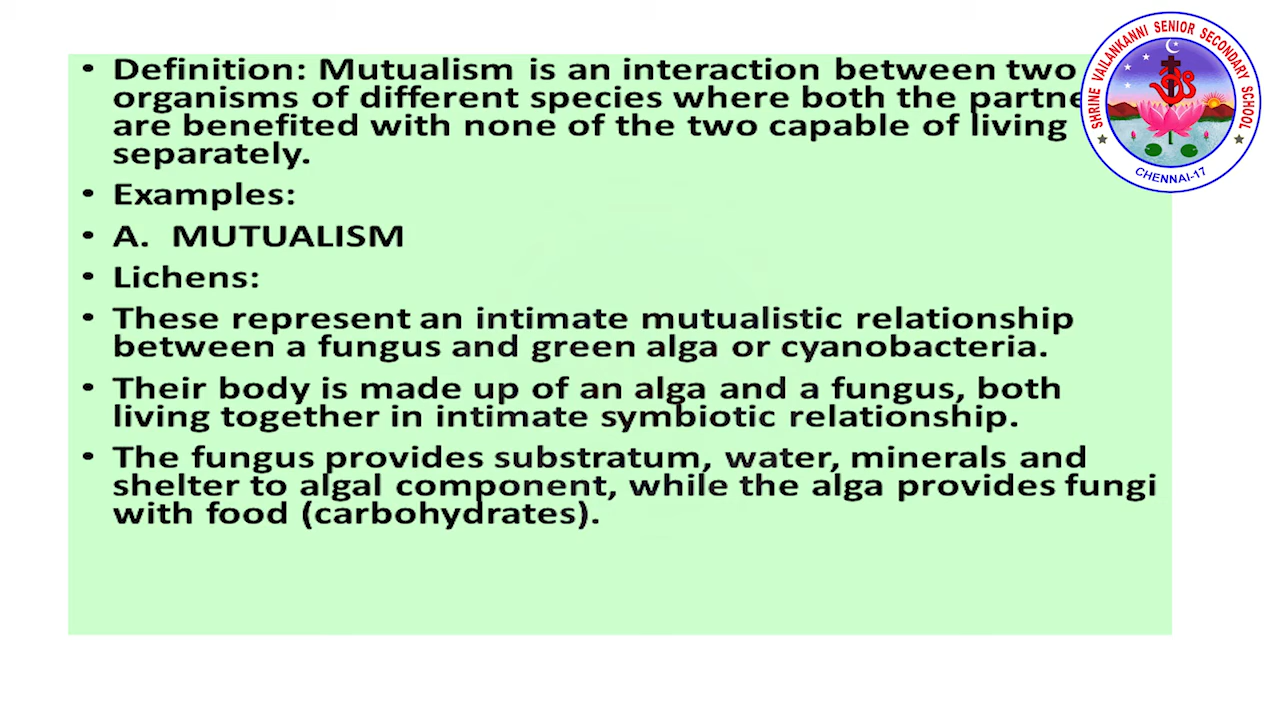 • Definition: Mutualism is an interaction between two
organisms of different species where both the partne
are benefited with none of the two capable of living
separately.
• Examples:
• A. MUTUALISM
• Lichens:
• These represent an intimate mutualistic relationship
between a fungus and green alga or cyanobacteria.
• Their body is made up of an alga and a fungus, both
living together in intimate symbiotic relationship.
• The fungus provides substratum, water, minerals and
shelter to algal component, while the alga provides fungi
with food (carbohydrates).
SHRINE VAILANKANNI SENIOR SECONDARY SCHOOL
CHENNAI-17